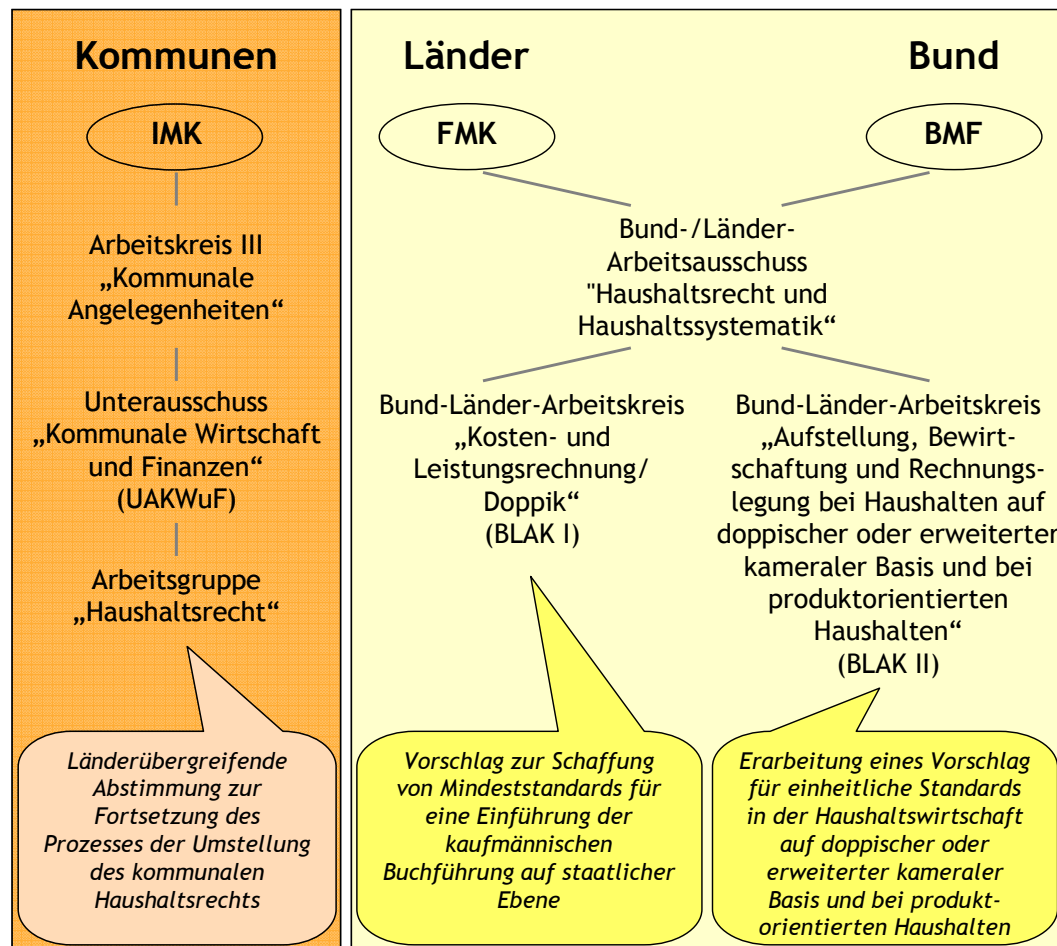 Kommunen
IMK
Arbeitskreis III
„Kommunale
Angelegenheiten“
Unterausschuss
„Kommunale Wirtschaft
und Finanzen“
(UAKWuF)
Arbeitsgruppe
„Haushaltsrecht“
Länderübergreifende
Abstimmung zur
Fortsetzung des
Prozesses der Umstellung
des kommunalen
Haushaltsrechts
Länder
Bund
FMK
BMF
Bund-/Länder-
Arbeitsausschuss
"Haushaltsrecht und
Haushaltssystematik“
Bund-Länder-Arbeitskreis
„Kosten- und
Leistungsrechnung/
Doppik“
(BLAK I)
Vorschlag zur Schaffung
von Mindeststandards für
eine Einführung der
kaufmännischen
Buchführung auf staatlicher
Ebene
Bund-Länder-Arbeitskreis
„Aufstellung, Bewirt-
schaftung und Rechnungs-
legung bei Haushalten auf
doppischer oder erweiterter
kameraler Basis und bei
produktorientierten
Haushalten“
(BLAK II)
Erarbeitung eines Vorschlag
für einheitliche Standards
in der Haushaltswirtschaft
auf doppischer oder
erweiterter kameraler
Basis und bei produkt-
orientierten Haushalten